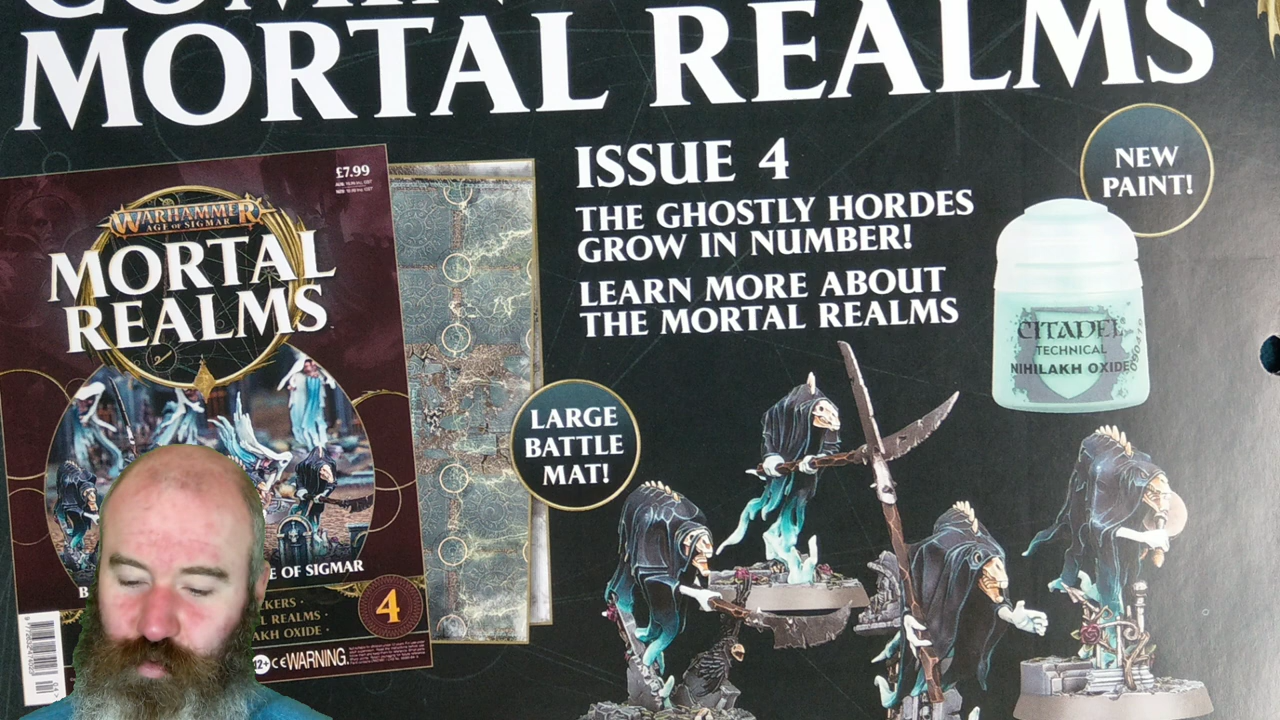 MORTAL REALMS
ISSUE 4
THE GHOSTLY HORDES
GROW IN NUMBER!
LEARN MORE ABOUT
THE MORTAL REALMS
NEW
PAINT!
CITADEL
TECHNICAL
NIHILAKH OXIDE
LARGE
BATTLE
MAT!
£7.99
WARHAMMER
AGE OF SIGMAR
MORTAL
REALMS
E OF SIGMAR
KERS ·
L REALMS ·
AKH OXIDE ·
4
12+ CE WARNING.